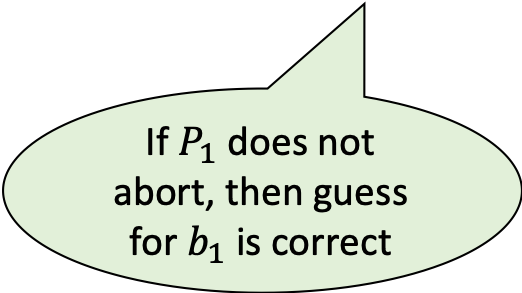 If P₁ does not
abort, then guess
for b₁ is correct